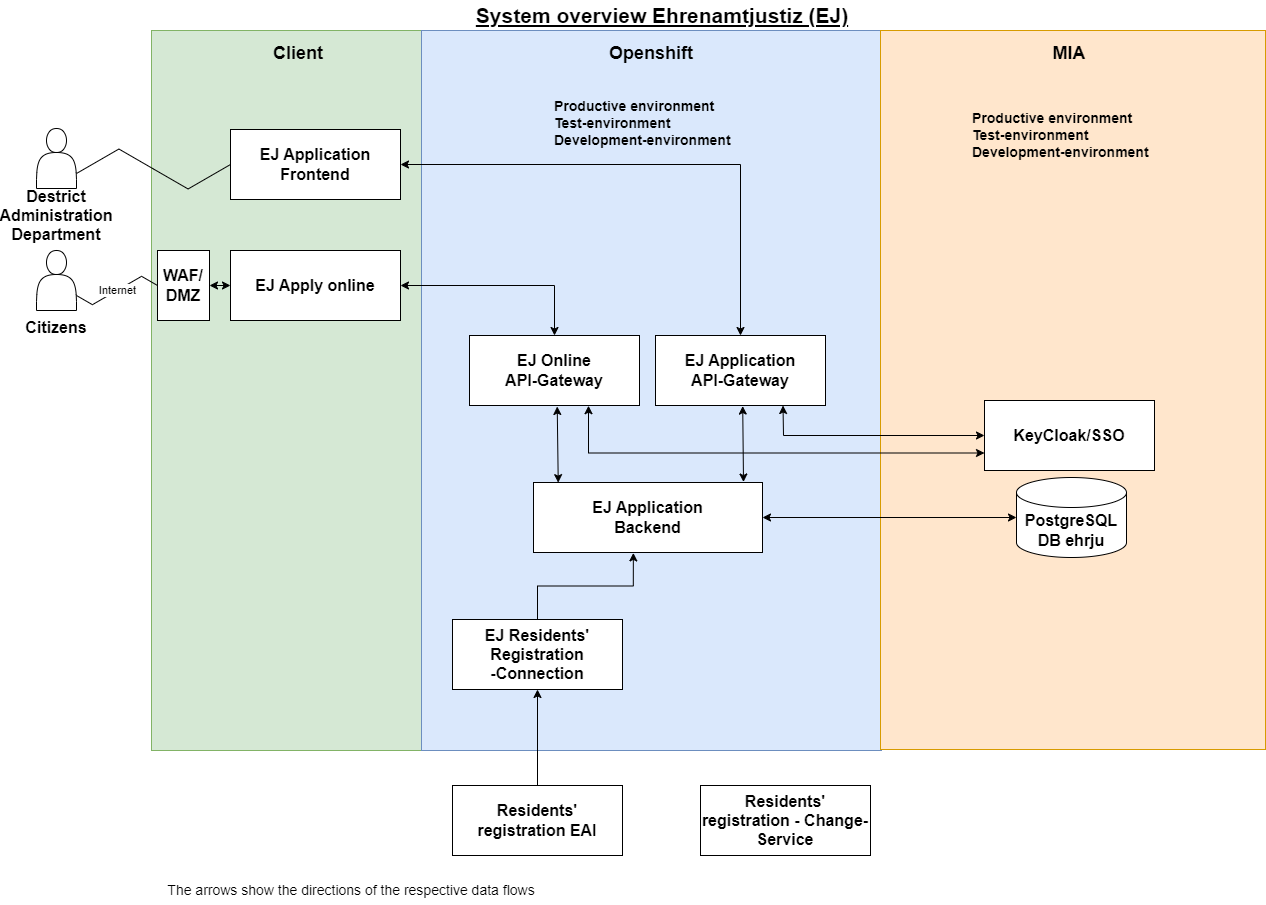 System overview Ehrenamtjustiz (EJ)
Client
Openshift
MIA
Productive environment
Test-environment
Development-environment
Productive environment
Test-environment
Development-environment
EJ Application
Frontend
Destrict
Administration
Department
WAF/
DMZ
EJ Apply online
Internet
Citizens
EJ Online
API-Gateway
EJ Application
API-Gateway
KeyCloak/SSO
EJ Application
Backend
PostgreSQL
DB ehrju
EJ Residents'
Registration
-Connection
Residents'
registration EAI
Residents'
registration - Change-
Service
The arrows show the directions of the respective data flows